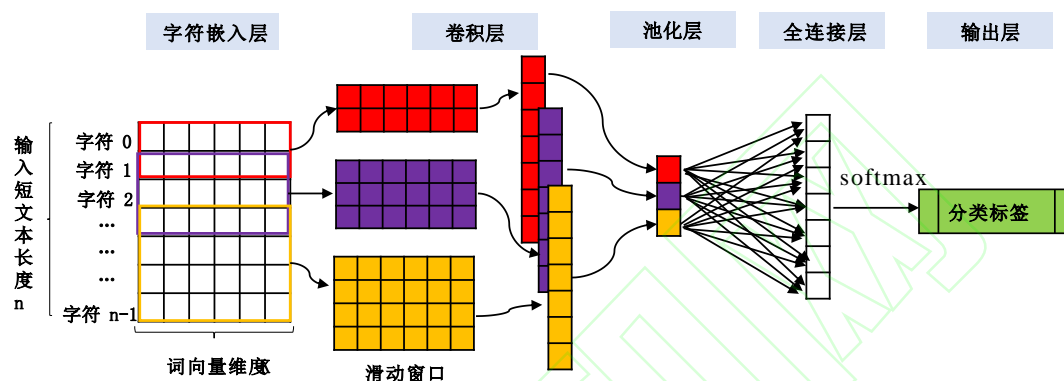 字符嵌入层
卷积层
池化层
全连接层
输出层
输入短文本长度n
字符 0
字符 1
字符 2
...
...
...
字符 n-1
softmax
分类标签
词向量维度K
滑动窗口